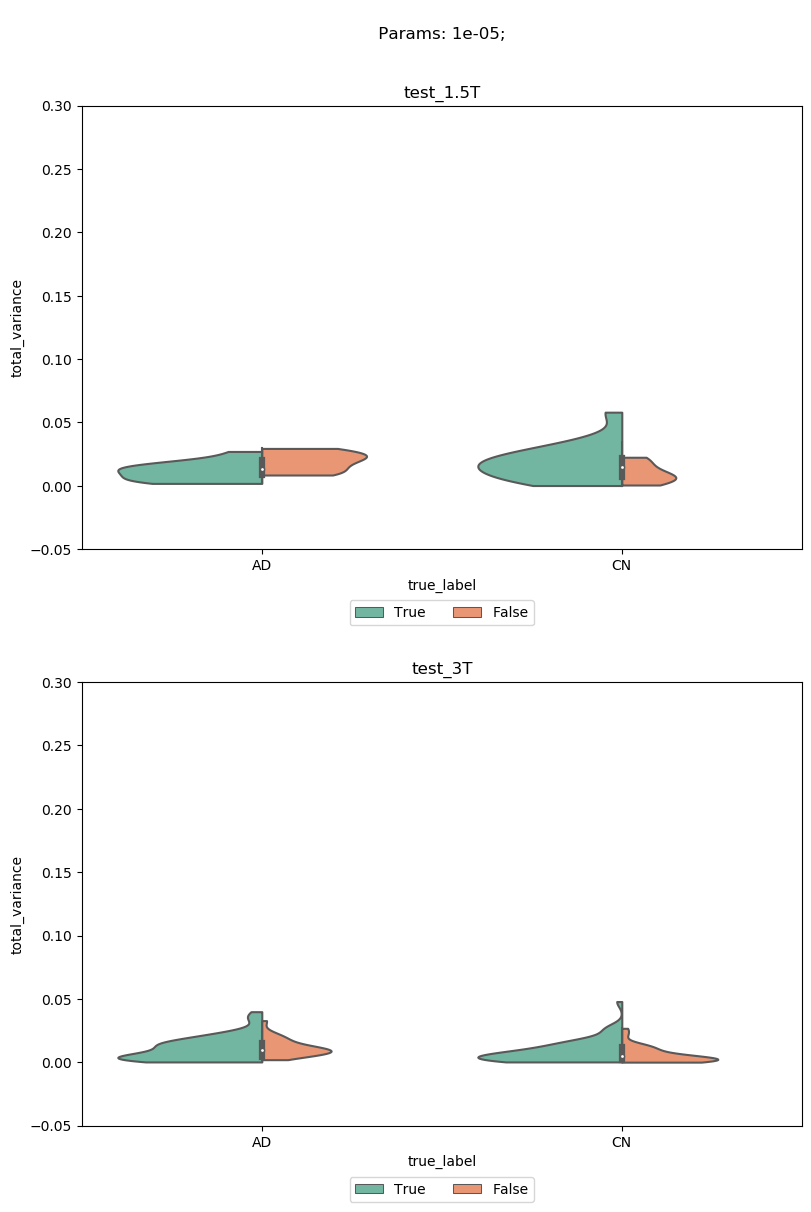 Params: 1e-05;
test_1.5T
0.30
0.25
0.20
0.15
0.10
0.05
0.00
−0.05
total_variance
AD CN
true_label
True False
test_3T
0.30
0.25
0.20
0.15
0.10
0.05
0.00
−0.05
total_variance
AD CN
true_label
True False